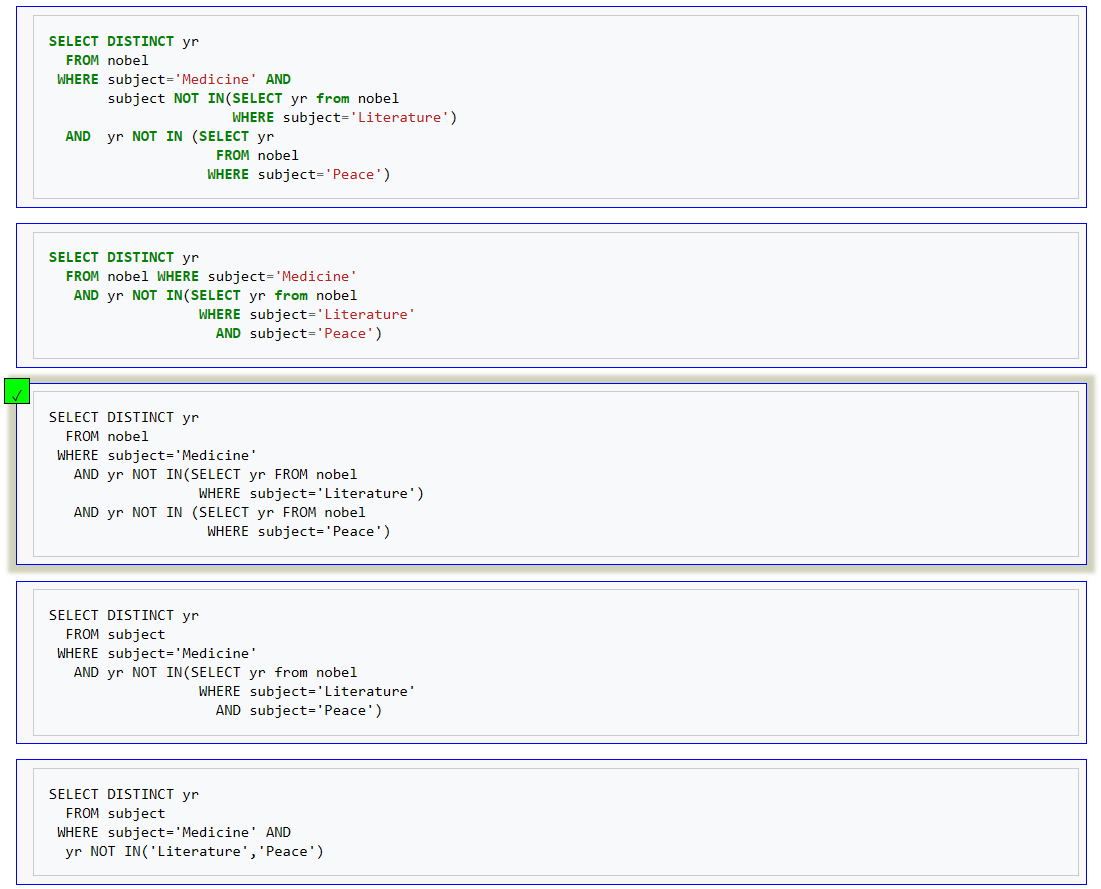 SELECT DISTINCT yr
  FROM nobel
 WHERE subject='Medicine' AND
       subject NOT IN(SELECT yr from nobel
                      WHERE subject='Literature')
  AND  yr NOT IN (SELECT yr
                    FROM nobel
                   WHERE subject='Peace')
SELECT DISTINCT yr
  FROM nobel WHERE subject='Medicine'
   AND yr NOT IN(SELECT yr from nobel
                  WHERE subject='Literature'
                    AND subject='Peace')
✓
SELECT DISTINCT yr
  FROM nobel
 WHERE subject='Medicine'
   AND yr NOT IN(SELECT yr FROM nobel
                  WHERE subject='Literature')
   AND yr NOT IN (SELECT yr FROM nobel
                   WHERE subject='Peace')
SELECT DISTINCT yr
  FROM subject
 WHERE subject='Medicine'
   AND yr NOT IN(SELECT yr from nobel
                  WHERE subject='Literature'
                    AND subject='Peace')
SELECT DISTINCT yr
  FROM subject
 WHERE subject='Medicine' AND
  yr NOT IN('Literature','Peace')